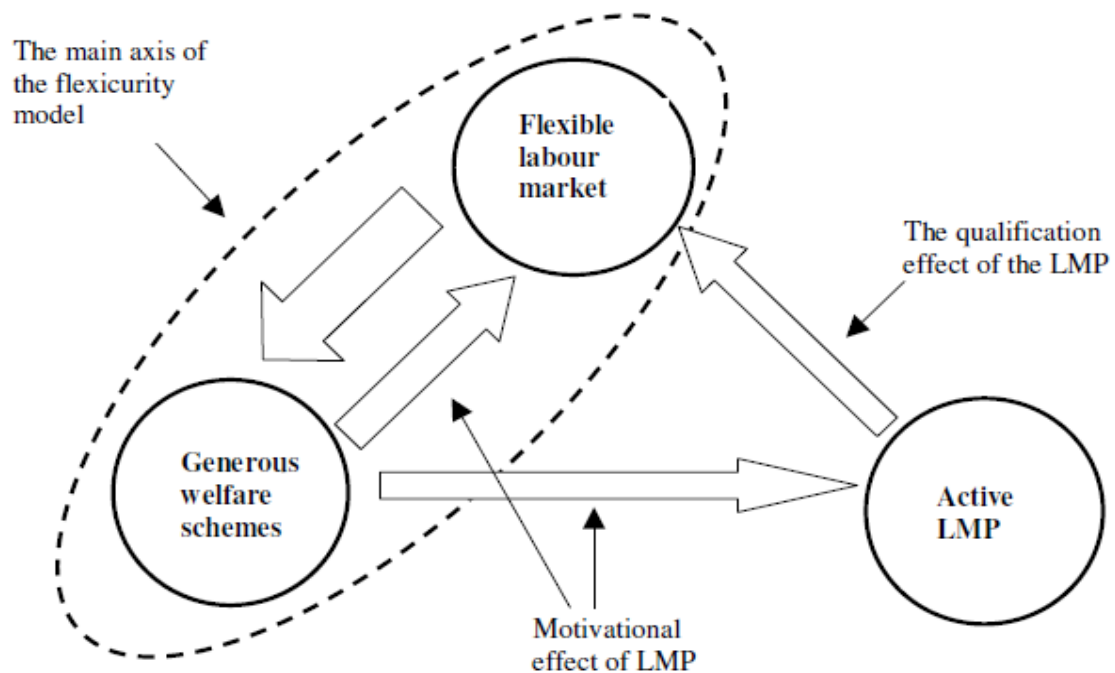 The main axis of
the flexicurity
model
Flexible
labour
market
The qualification
effect of the LMP
Generous
welfare
schemes
Active
LMP
Motivational
effect of LMP